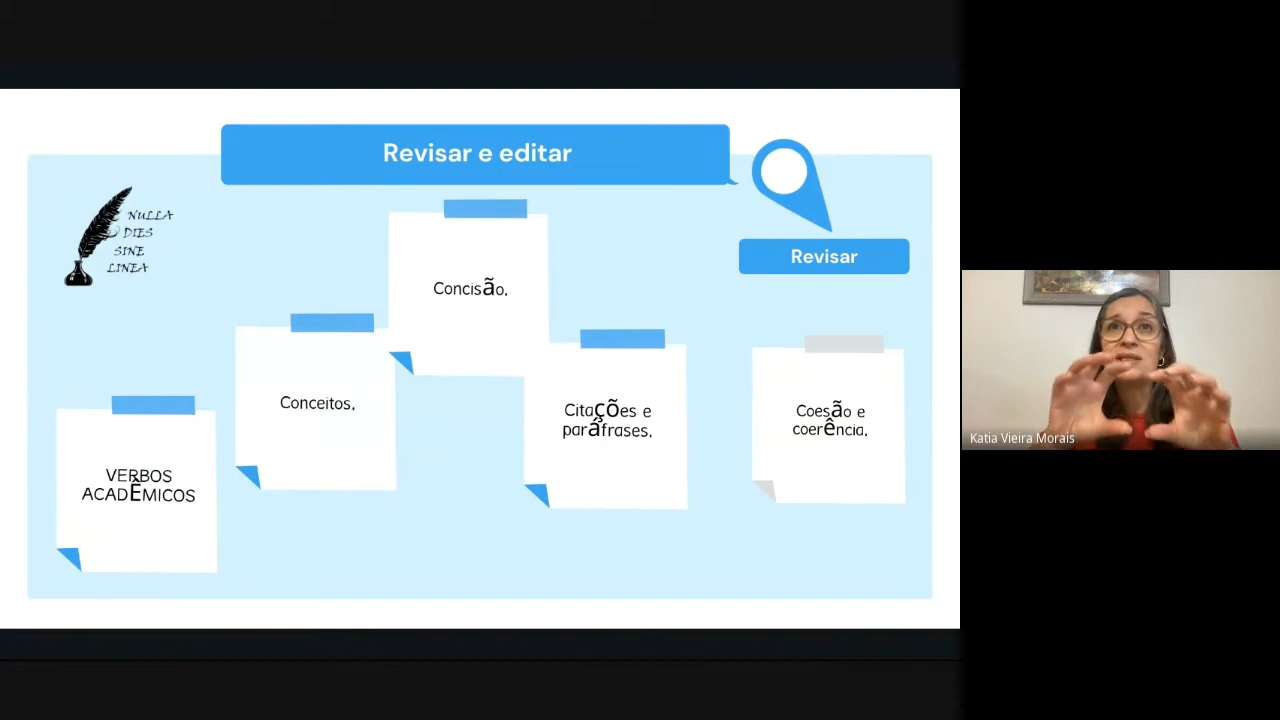 Revisar e editar
NULLA
DIES
SINE
LINEA
Revisar
Concisão.
Conceitos.
Citações e
paráfrases.
Coesão e
coerência.
VERBOS
ACADÊMICOS
Katia Vieira Morais